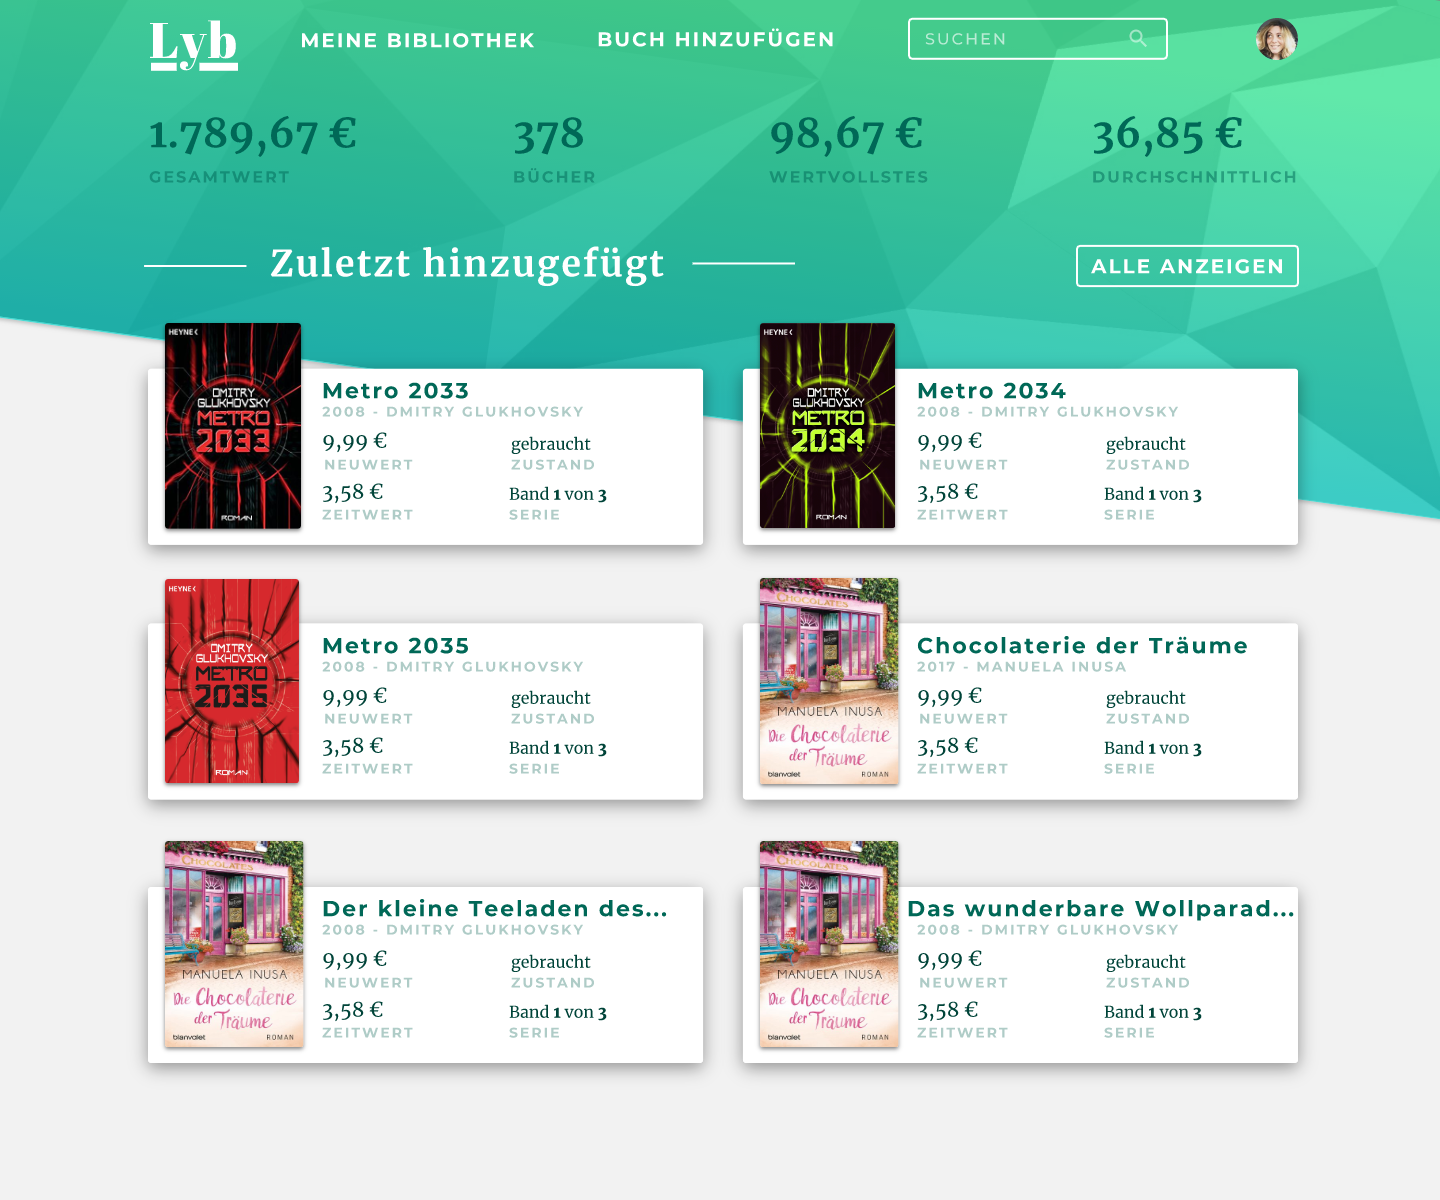 Lyb
MEINE BIBLIOTHEK
BUCH HINZUFÜGEN
SUCHEN
1.789,67 €
GESAMTWERT
378
BÜCHER
98,67 €
WERTVOLLSTES
36,85 €
DURCHSCHNITTLICH
Zuletzt hinzugefügt
ALLE ANZEIGEN
HEYNE
DMITRY
GLUKHOVSKY
METRO
2033
ROMAN
Metro 2033
2008 - DMITRY GLUKHOVSKY
9,99 €
gebraucht
NEUWERT
ZUSTAND
3,58 €
Band 1 von 3
ZEITWERT
SERIE
HEYNE
DMITRY
GLUKHOVSKY
METRO
2034
ROMAN
Metro 2034
2008 - DMITRY GLUKHOVSKY
9,99 €
gebraucht
NEUWERT
ZUSTAND
3,58 €
Band 1 von 3
ZEITWERT
SERIE
HEYNE
DMITRY
GLUKHOVSKY
METRO
2035
ROMAN
Metro 2035
2008 - DMITRY GLUKHOVSKY
9,99 €
gebraucht
NEUWERT
ZUSTAND
3,58 €
Band 1 von 3
ZEITWERT
SERIE
CHOCOLATES
MANUELA INUSA
Die Chocolaterie
der Träume
blanvalet
ROMAN
Chocolaterie der Träume
2017 - MANUELA INUSA
9,99 €
gebraucht
NEUWERT
ZUSTAND
3,58 €
Band 1 von 3
ZEITWERT
SERIE
CHOCOLATES
MANUELA INUSA
Die Chocolaterie
der Träume
blanvalet
ROMAN
Der kleine Teeladen des...
2008 - DMITRY GLUKHOVSKY
9,99 €
gebraucht
NEUWERT
ZUSTAND
3,58 €
Band 1 von 3
ZEITWERT
SERIE
CHOCOLATES
MANUELA INUSA
Die Chocolaterie
der Träume
blanvalet
ROMAN
Das wunderbare Wollparad...
2008 - DMITRY GLUKHOVSKY
9,99 €
gebraucht
NEUWERT
ZUSTAND
3,58 €
Band 1 von 3
ZEITWERT
SERIE